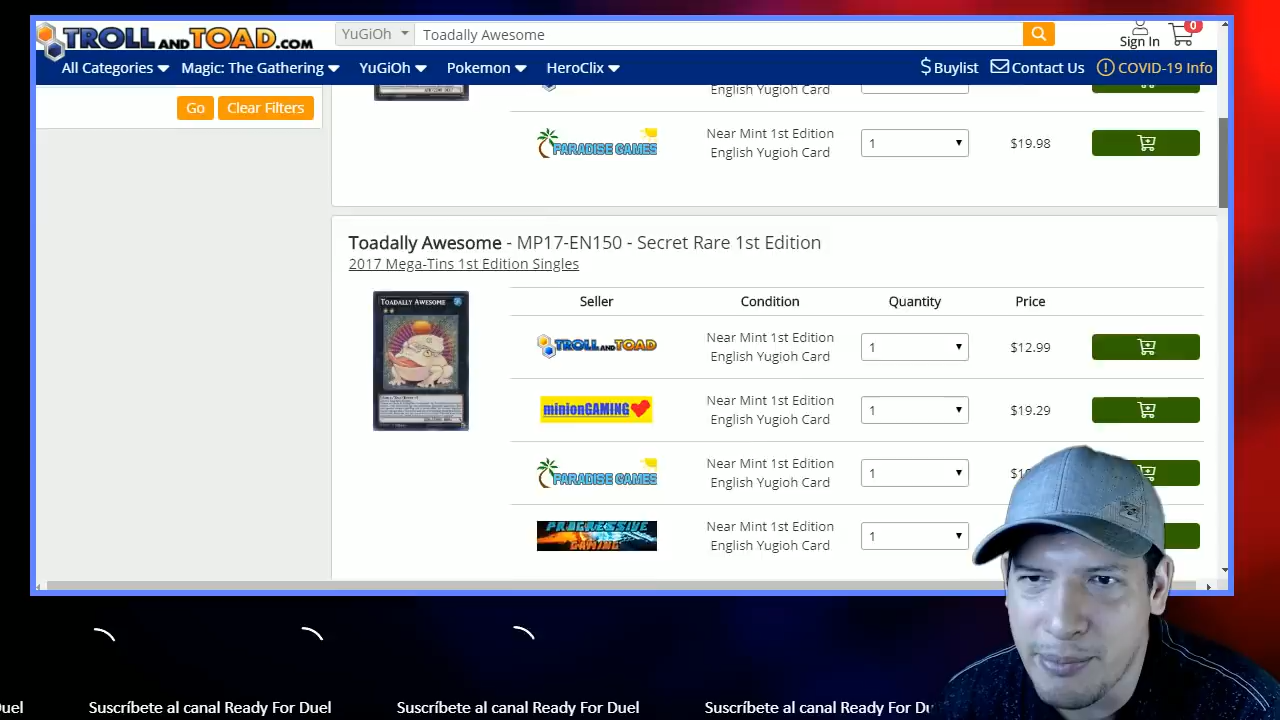 TROLL AND TOAD.COM
YuGiOh
Toadally Awesome
Sign In
0
All Categories
Magic: The Gathering
YuGiOh
Pokemon
HeroClix
Buylist
Contact Us
COVID-19 Info
Go
Clear Filters
English Yugioh Card
PARADISE GAMES
Near Mint 1st Edition
English Yugioh Card
1
$19.98
Toadally Awesome - MP17-EN150 - Secret Rare 1st Edition
2017 Mega-Tins 1st Edition Singles
Seller
Condition
Quantity
Price
TOADALLY AWESOME
TROLL AND TOAD
Near Mint 1st Edition
English Yugioh Card
1
$12.99
minionGAMING
Near Mint 1st Edition
English Yugioh Card
1
$19.29
PARADISE GAMES
Near Mint 1st Edition
English Yugioh Card
1
PROGRESSIVE
GAMING
Near Mint 1st Edition
English Yugioh Card
1
Duel
Suscríbete al canal Ready For Duel
Suscríbete al canal Ready For Duel
Suscríbete al canal Ready For Du